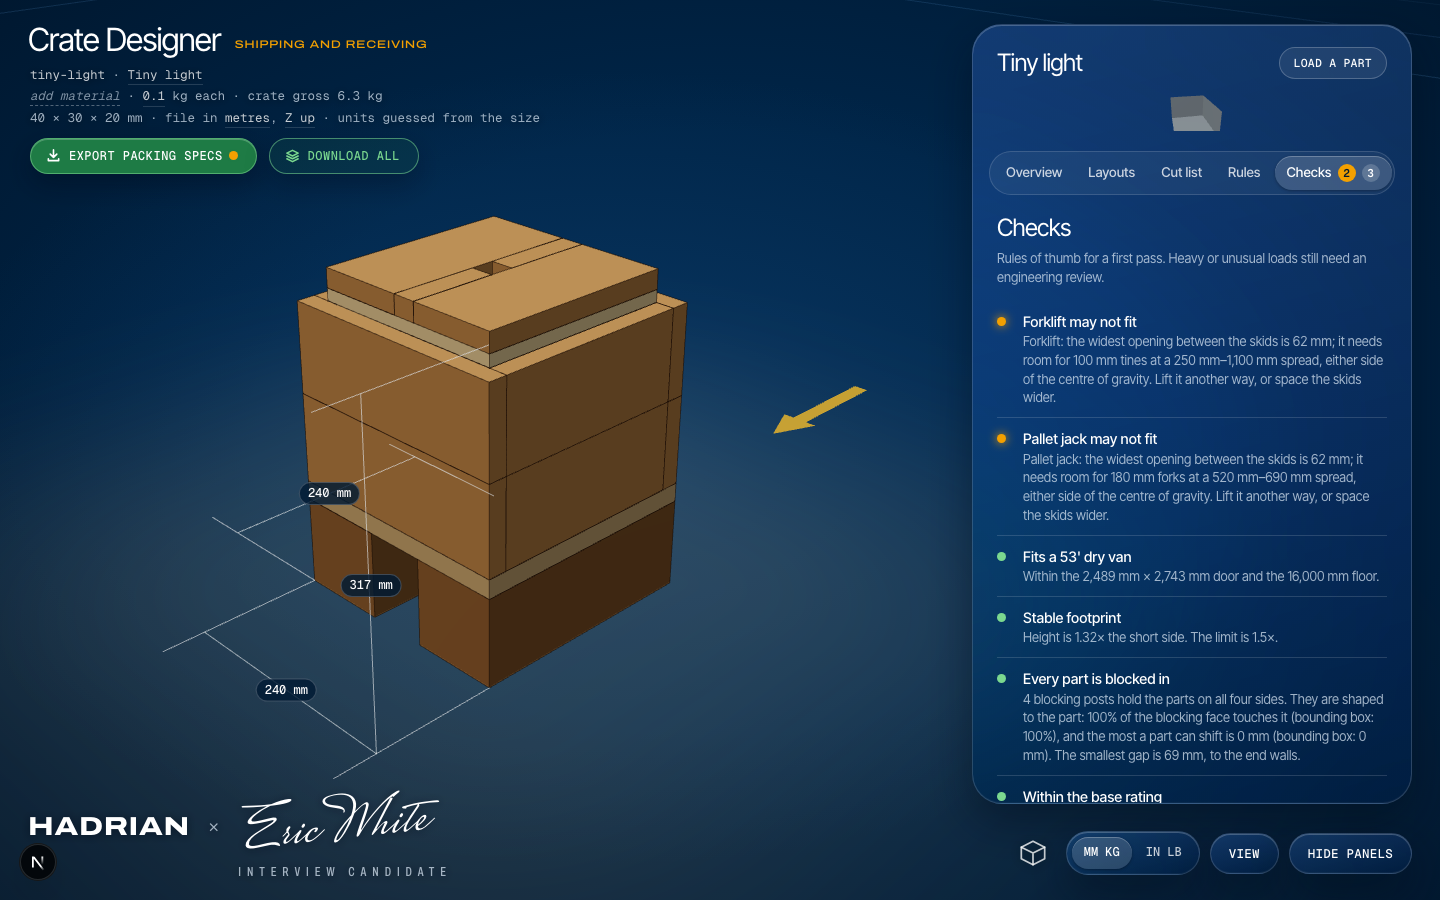 Crate Designer SHIPPING AND RECEIVING
tiny-light · Tiny light
add material · 0.1 kg each · crate gross 6.3 kg
40 × 30 × 20 mm · file in metres, Z up · units guessed from the size
EXPORT PACKING SPECS DOWNLOAD ALL
240 mm
317 mm
240 mm
HADRIAN × Eric White
INTERVIEW CANDIDATE
N
Tiny light LOAD A PART
Overview Layouts Cut list Rules Checks 2 3
Checks
Rules of thumb for a first pass. Heavy or unusual loads still need an
engineering review.
Forklift may not fit
Forklift: the widest opening between the skids is 62 mm; it needs
room for 100 mm tines at a 250 mm–1,100 mm spread, either side
of the centre of gravity. Lift it another way, or space the skids
wider.
Pallet jack may not fit
Pallet jack: the widest opening between the skids is 62 mm; it
needs room for 180 mm forks at a 520 mm–690 mm spread,
either side of the centre of gravity. Lift it another way, or space
the skids wider.
Fits a 53' dry van
Within the 2,489 mm × 2,743 mm door and the 16,000 mm floor.
Stable footprint
Height is 1.32× the short side. The limit is 1.5×.
Every part is blocked in
4 blocking posts hold the parts on all four sides. They are shaped
to the part: 100% of the blocking face touches it (bounding box:
100%), and the most a part can shift is 0 mm (bounding box: 0
mm). The smallest gap is 69 mm, to the end walls.
Within the base rating
MM KG IN LB VIEW HIDE PANELS